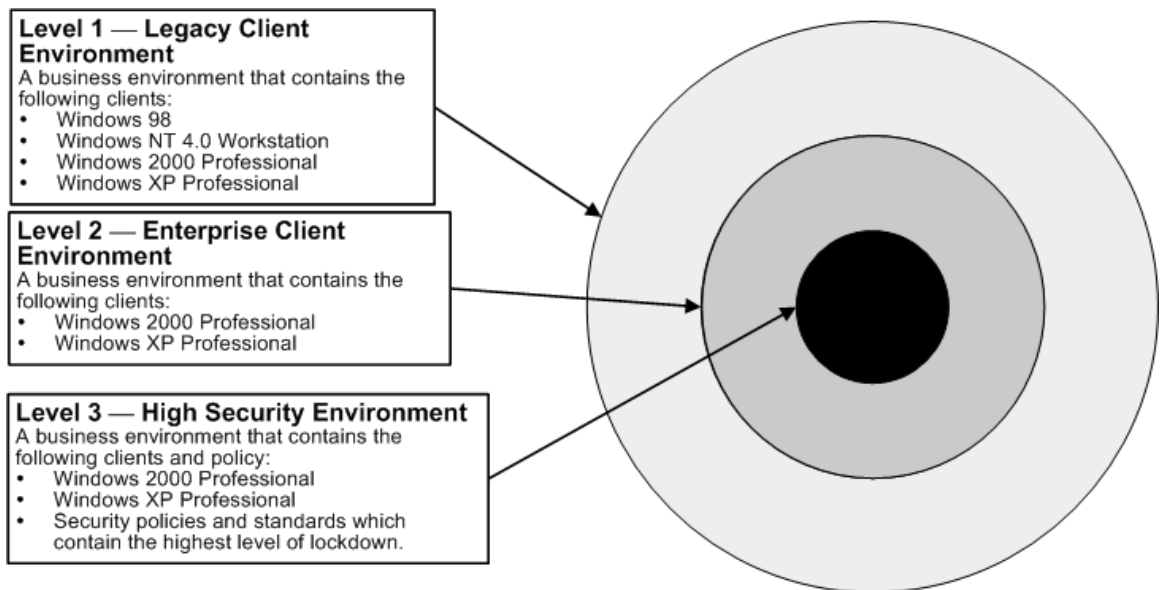 Level 1 — Legacy Client
Environment
A business environment that contains the
following clients:
• Windows 98
• Windows NT 4.0 Workstation
• Windows 2000 Professional
• Windows XP Professional
Level 2 — Enterprise Client
Environment
A business environment that contains the
following clients:
• Windows 2000 Professional
• Windows XP Professional
Level 3 — High Security Environment
A business environment that contains the
following clients and policy:
• Windows 2000 Professional
• Windows XP Professional
• Security policies and standards which
contain the highest level of lockdown.